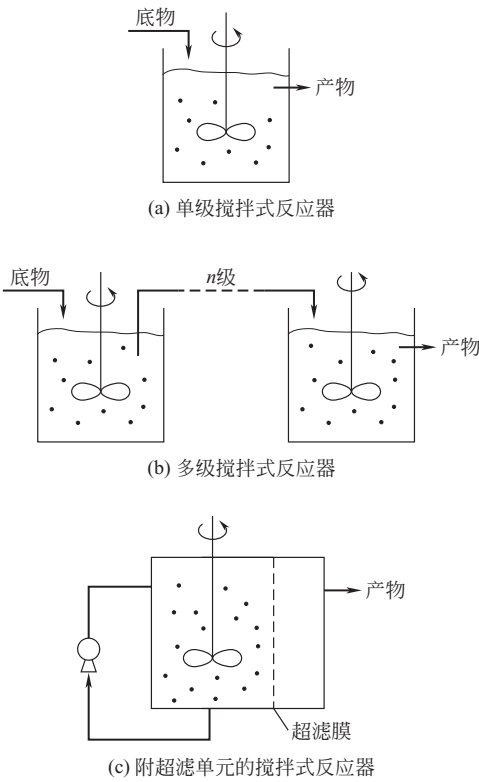 底物
产物
(a) 单级搅拌式反应器
底物
n级
产物
(b) 多级搅拌式反应器
产物
超滤膜
(c) 附超滤单元的搅拌式反应器